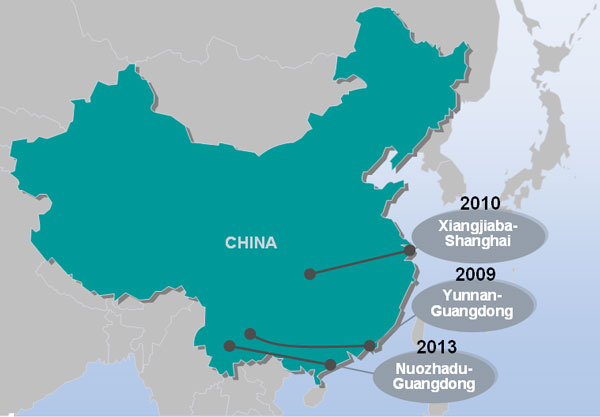 2010
Xiangjiaba-
Shanghai
CHINA
2009
Yunnan-
Guangdong
2013
Nuozhadu-
Guangdong